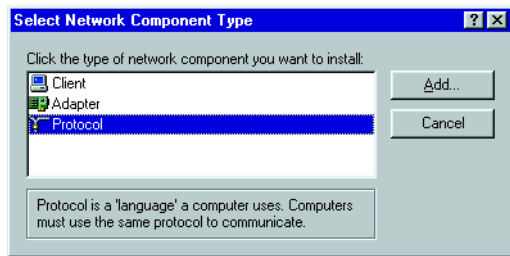 Select Network Component Type
Click the type of network component you want to install:
Client
Adapter
Protocol
Add...
Cancel
Protocol is a 'language' a computer uses. Computers
must use the same protocol to communicate.